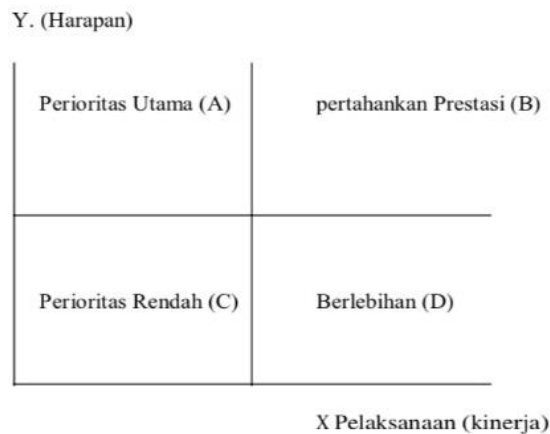 Y. (Harapan)
Perioritas Utama (A)
pertahankan Prestasi (B)
Perioritas Rendah (C)
Berlebihan (D)
X Pelaksanaan (kinerja)